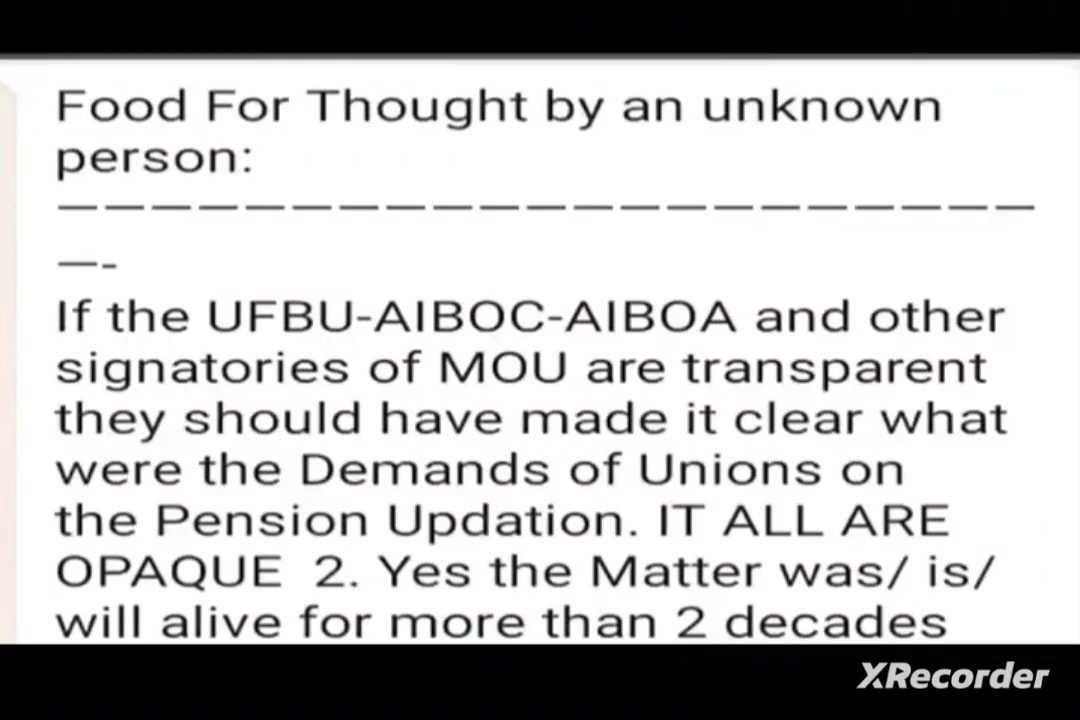 Food For Thought by an unknown
person:
— — — — — — — — — — — — — — — — — — — — —
—-
If the UFBU-AIBOC-AIBOA and other
signatories of MOU are transparent
they should have made it clear what
were the Demands of Unions on
the Pension Updation. IT ALL ARE
OPAQUE  2. Yes the Matter was/ is/
will alive for more than 2 decades
XRecorder